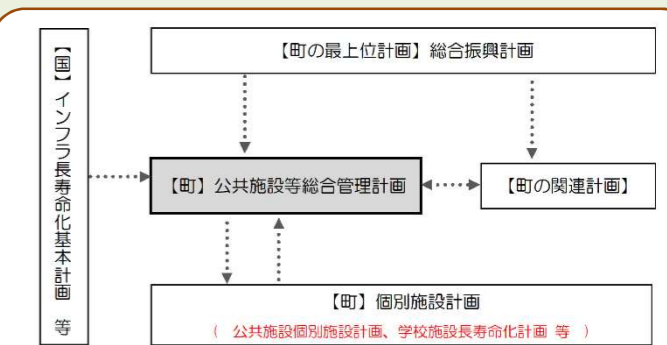 【国】インフラ長寿命化基本計画 等
【町の最上位計画】総合振興計画
【町】公共施設等総合管理計画
【町の関連計画】
【町】個別施設計画
( 公共施設個別施設計画、学校施設長寿命化計画 等 )